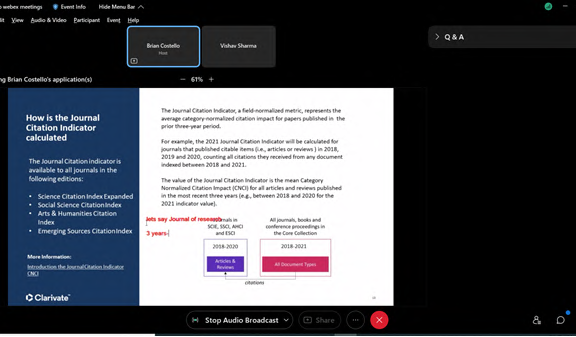 o webex meetings Event Info Hide Menu Bar
it View Audio & Video Participant Event Help
Brian Costello
Host
Vishav Sharma
Q & A
ng Brian Costello's application(s)
61%
How is the Journal
Citation Indicator
calculated
The Journal Citation indicator is
available to all journals in the
following editions:
• Science Citation Index Expanded
• Social Science Citation Index
• Arts & Humanities Citation
Index
• Emerging Sources Citation Index
More Information:
Introduction the Journal Citation Indicator
(JCI)
Clarivate
The Journal Citation Indicator, a field-normalized metric, represents the
average category-normalized citation impact for papers published in the
prior three-year period.
For example, the 2021 Journal Citation Indicator will be calculated for
journals that published citable items (i.e., articles or reviews ) in 2018,
2019 and 2020, counting all citations they received from any document
indexed between 2018 and 2021.
The value of the Journal Citation Indicator is the mean Category
Normalized Citation Impact (CNCI) for all articles and reviews published
in the most recent three years (e.g., between 2018 and 2020 for the
2021 indicator value).
lets say Journal of research
3 years-
in
SCIE, SSCI, AHCI
and ESCI
2018-2020
Articles &
Reviews
All journals, books and
conference proceedings in
the Core Collection
2018-2021
All Document Types
citations
Stop Audio Broadcast
Share